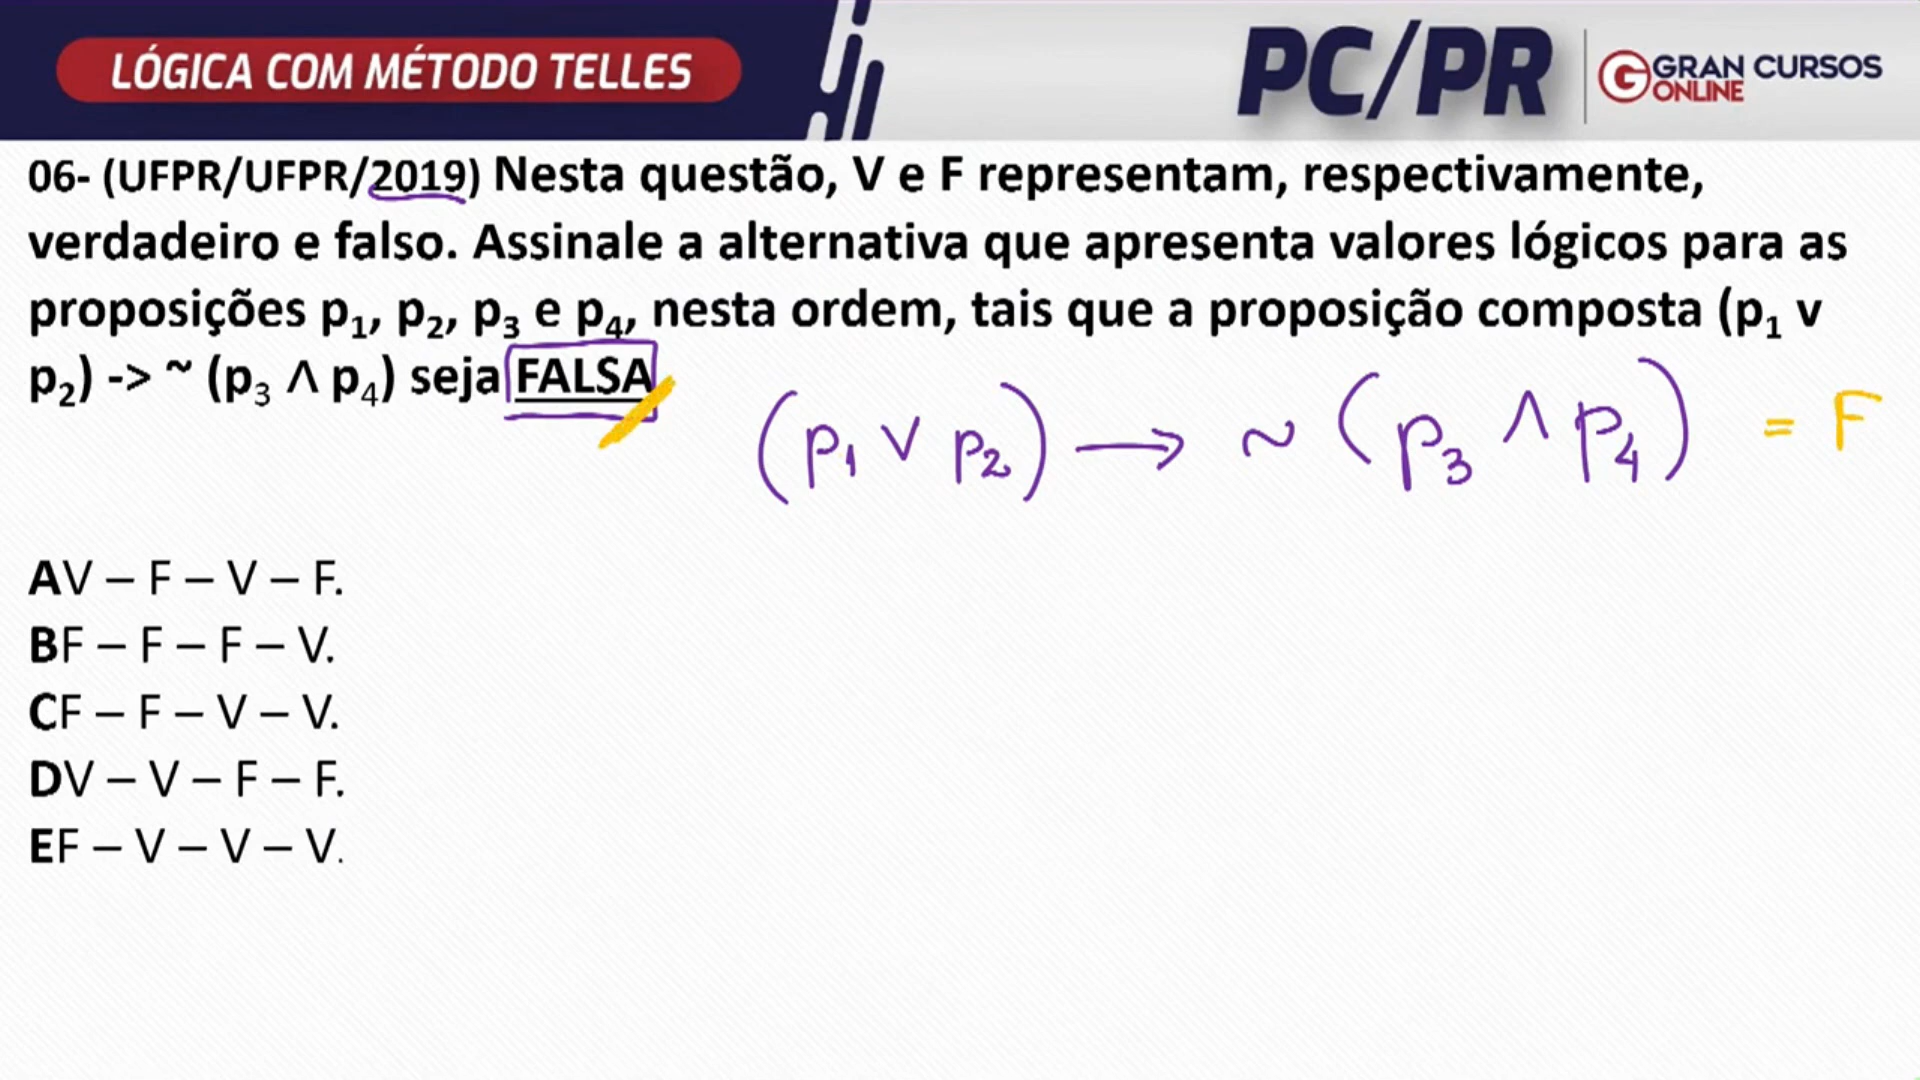 LÓGICA COM MÉTODO TELLES
PC/PR
GRAN CURSOS
ONLINE
06- (UFPR/UFPR/2019) Nesta questão, V e F representam, respectivamente,
verdadeiro e falso. Assinale a alternativa que apresenta valores lógicos para as
proposições p₁, p₂, p₃ e p₄, nesta ordem, tais que a proposição composta (p₁ v
p₂) -> ~ (p₃ Λ p₄) seja FALSA
(p₁ ∨ p₂) → ~ (p₃ ∧ p₄) = F
AV – F – V – F.
BF – F – F – V.
CF – F – V – V.
DV – V – F – F.
EF – V – V – V.